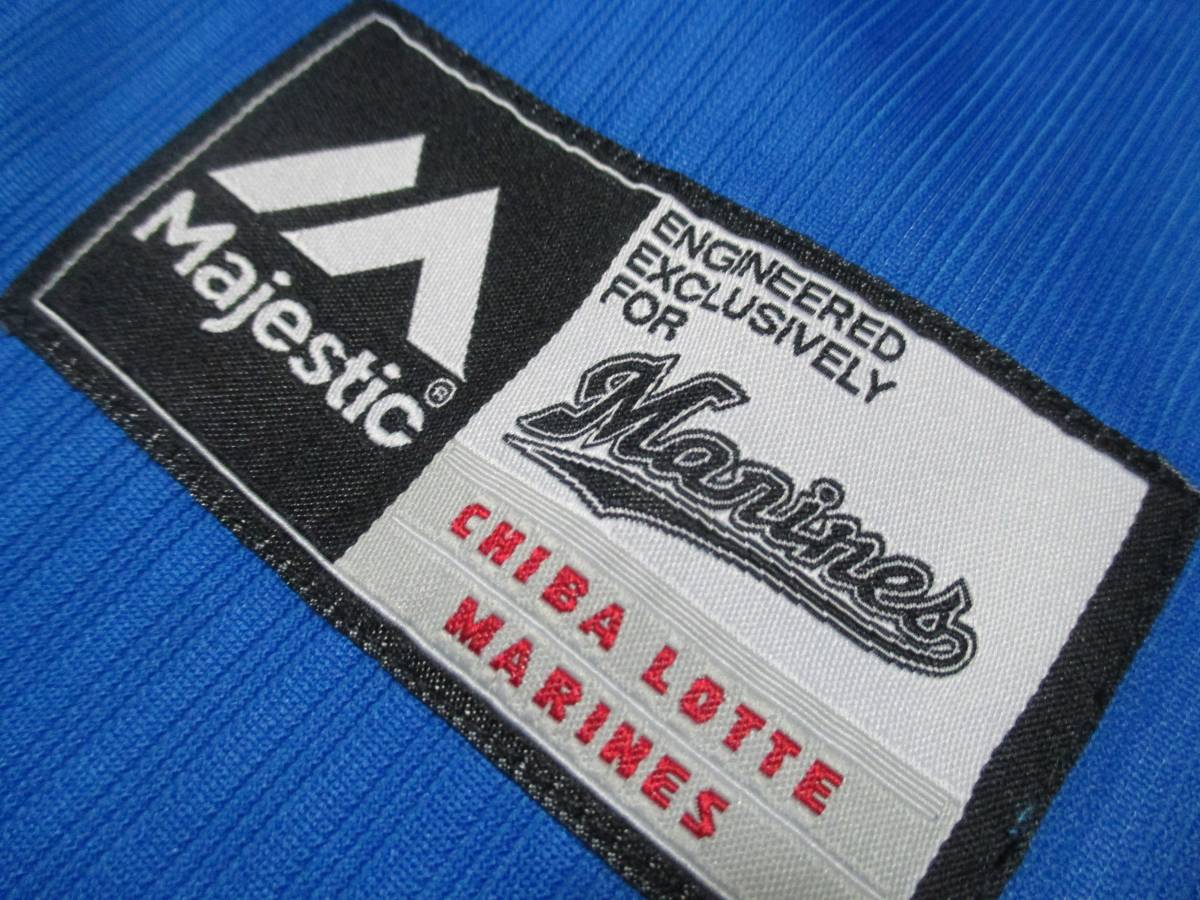 Majestic®
ENGINEERED
EXCLUSIVELY
FOR
Marines
CHIBA LOTTE
MARINES